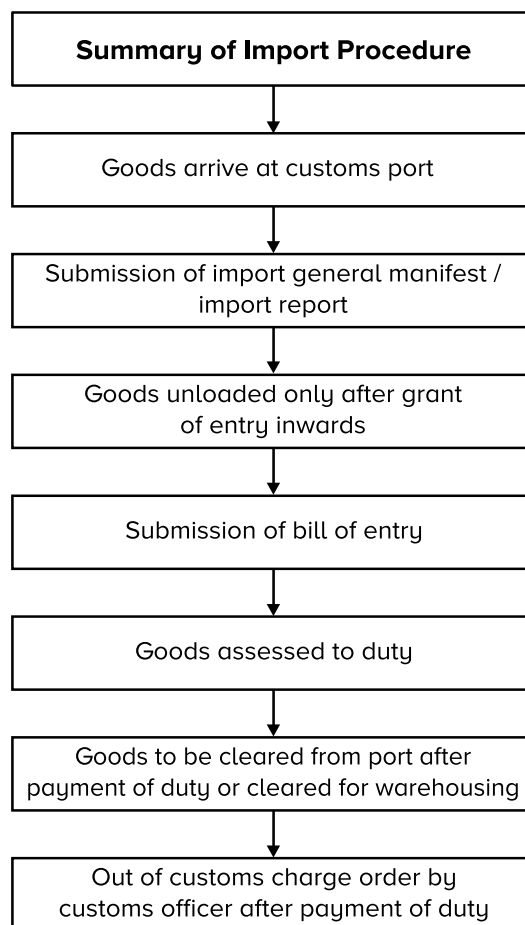 Summary of Import Procedure
Goods arrive at customs port
Submission of import general manifest /
import report
Goods unloaded only after grant
of entry inwards
Submission of bill of entry
Goods assessed to duty
Goods to be cleared from port after
payment of duty or cleared for warehousing
Out of customs charge order by
customs officer after payment of duty